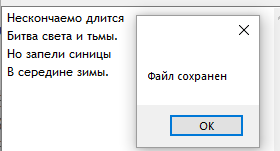 Нескончаемо длится
Битва света и тьмы.
Но запели синицы
В середине зимы.
Файл сохранен
OK